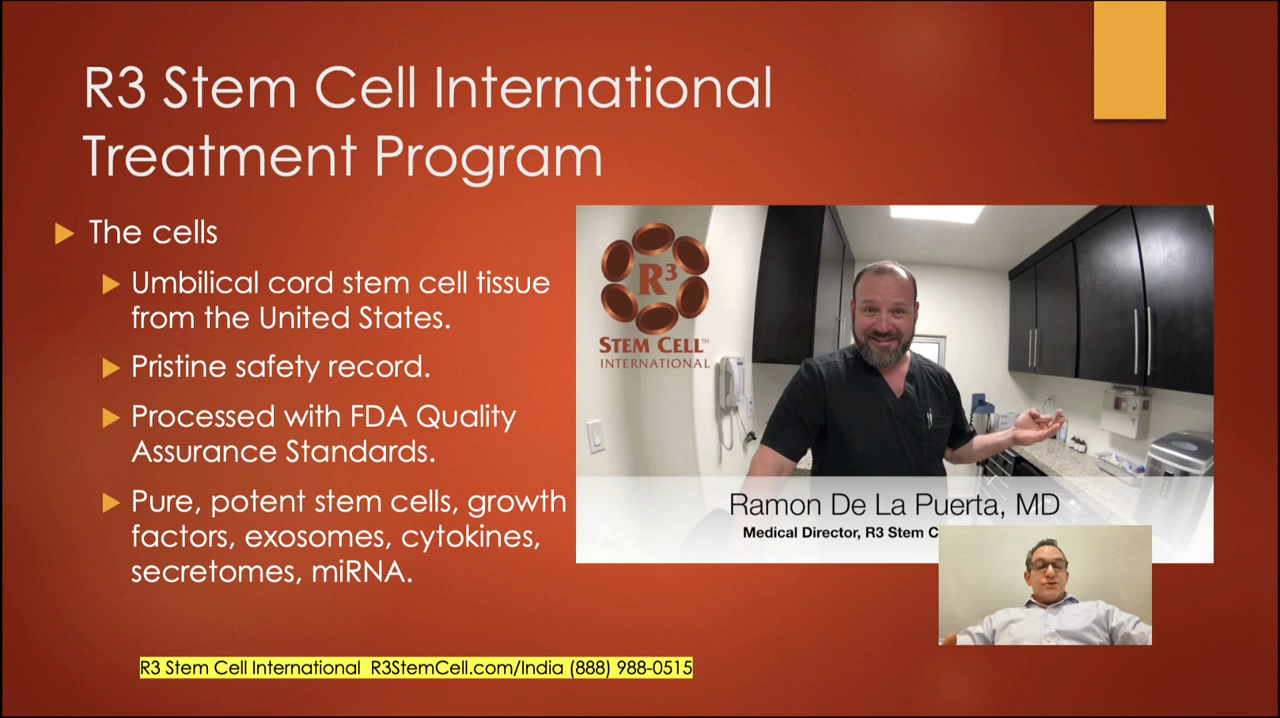 R3 Stem Cell International
Treatment Program
The cells
Umbilical cord stem cell tissue
from the United States.
Pristine safety record.
Processed with FDA Quality
Assurance Standards.
Pure, potent stem cells, growth
factors, exosomes, cytokines,
secretomes, miRNA.
R3
STEM CELL™
INTERNATIONAL
Ramon De La Puerta, MD
Medical Director, R3 Stem C
R3 Stem Cell International R3StemCell.com/India (888) 988-0515